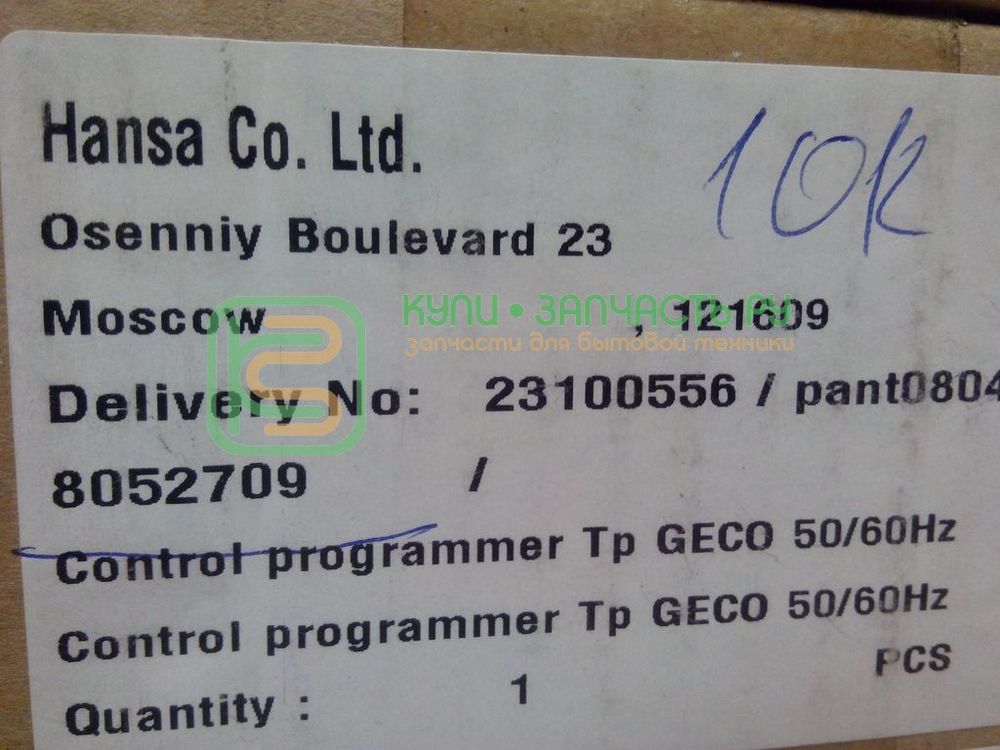 Hansa Co. Ltd.
10K
Osenniy Boulevard 23
Moscow , 121609
КУПИ•ЗАПЧАСТЬ.РУ
запчасти для бытовой техники
Delivery No: 23100556 / pant0804
8052709 /
Control programmer Tp GECO 50/60Hz
Control programmer Tp GECO 50/60Hz
PCS
Quantity : 1